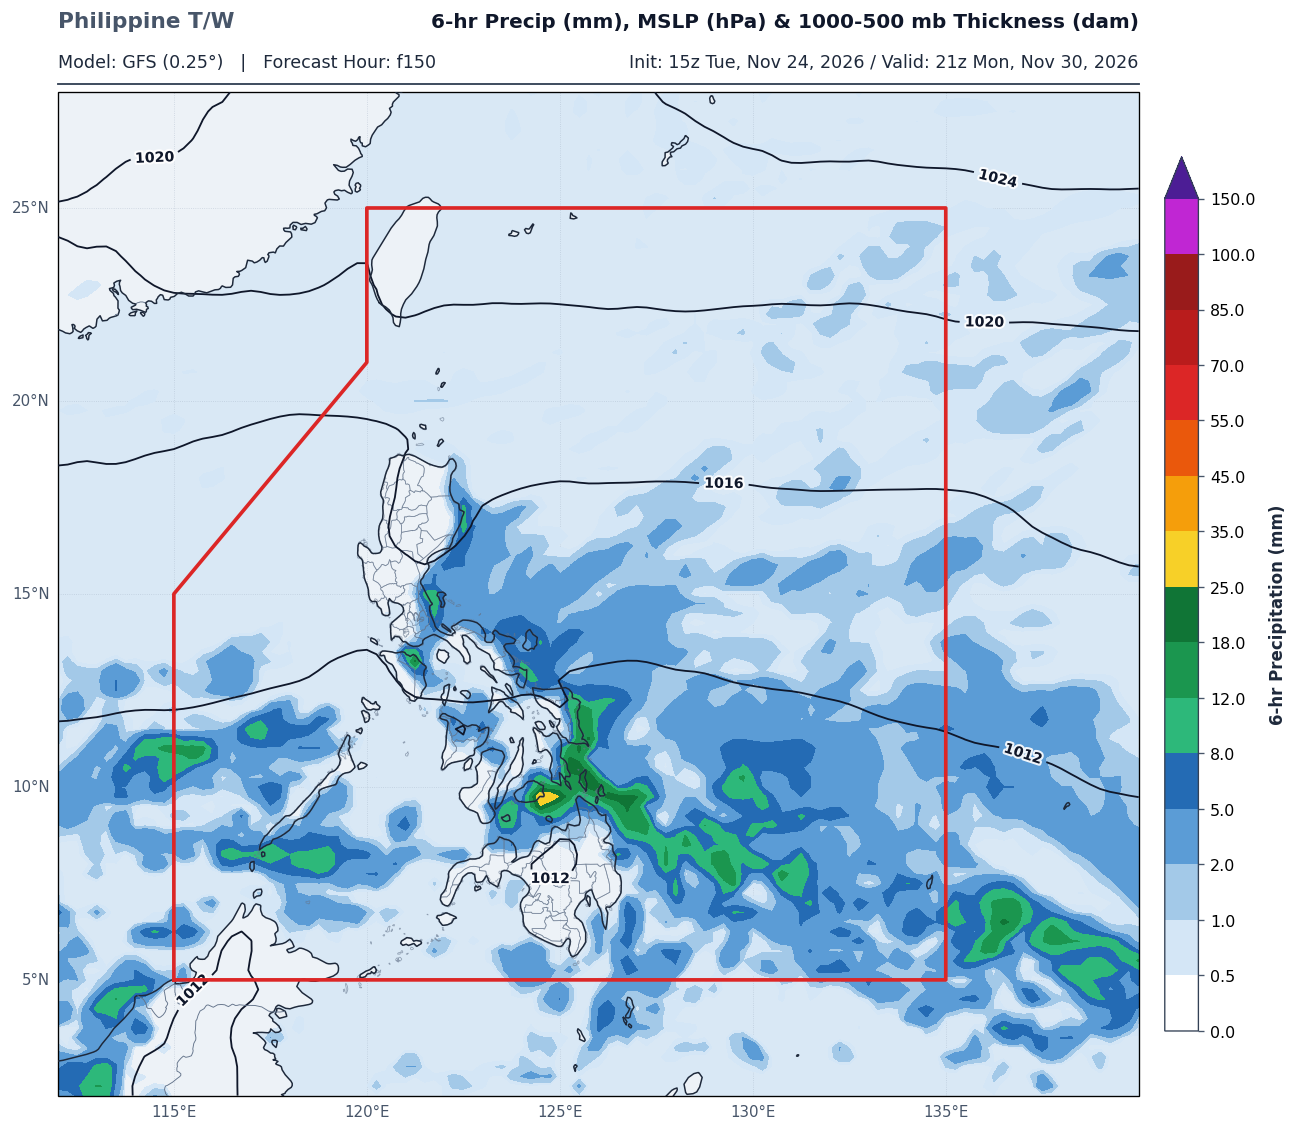 Philippine T/W
6-hr Precip (mm), MSLP (hPa) & 1000-500 mb Thickness (dam)
Model: GFS (0.25°) | Forecast Hour: f150
Init: 15z Tue, Nov 24, 2026 / Valid: 21z Mon, Nov 30, 2026
1020
1024
1020
1016
1012
1012
1012
25°N
20°N
15°N
10°N
5°N
115°E
120°E
125°E
130°E
135°E
150.0
100.0
85.0
70.0
55.0
45.0
35.0
25.0
18.0
12.0
8.0
5.0
2.0
1.0
0.5
0.0
6-hr Precipitation (mm)